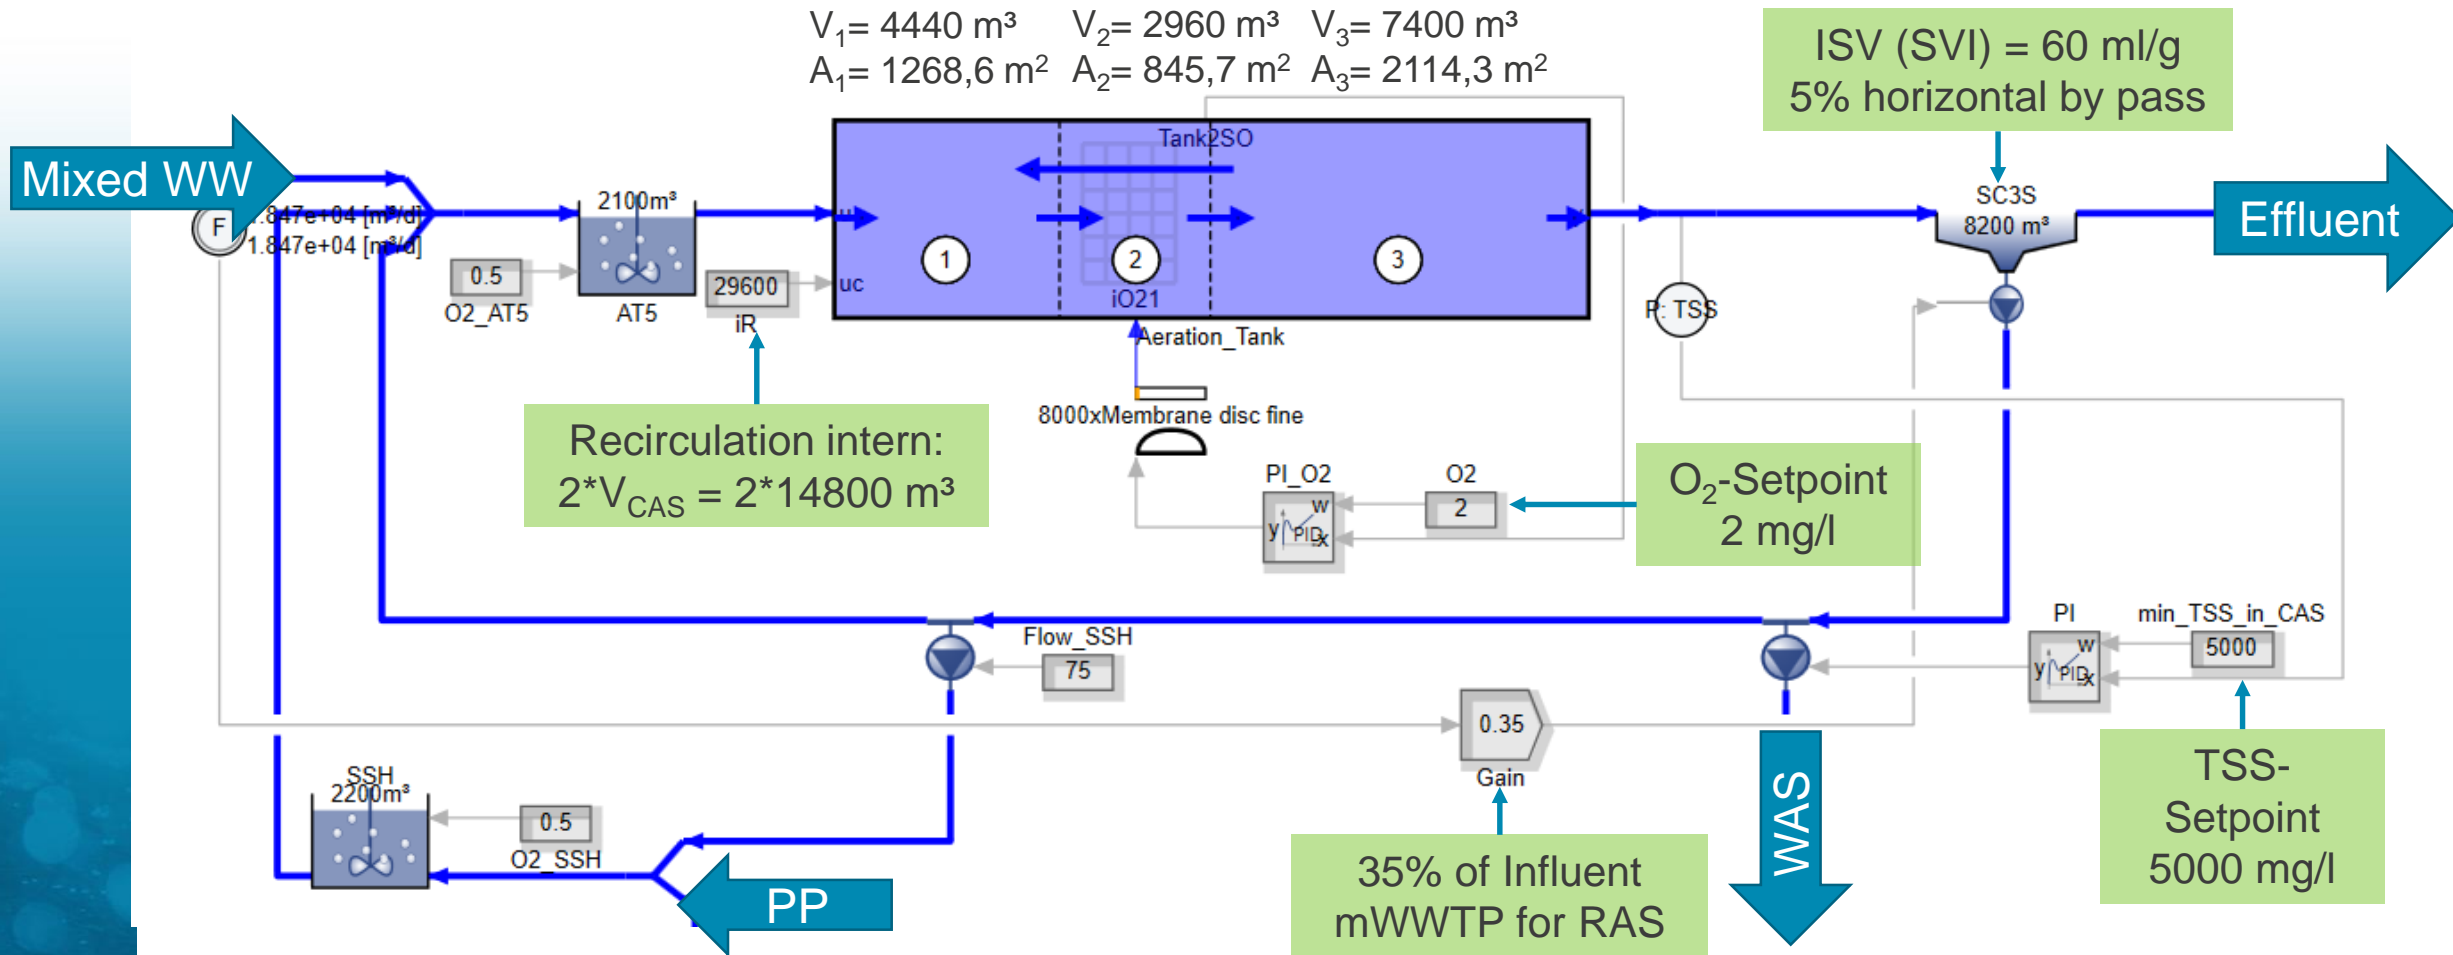 V₁= 4440 m³ V₂= 2960 m³ V₃= 7400 m³
A₁= 1268,6 m² A₂= 845,7 m² A₃= 2114,3 m²
ISV (SVI) = 60 ml/g
5% horizontal by pass
Mixed WW
F
1.847e+04 [m³/d]
1.847e+04 [m³/d]
2100m³
0.5
O2_AT5
AT5
29600
iR
uc
Tank2SO
1
2
3
iO21
Aeration_Tank
SC3S
8200 m³
Effluent
P: TSS
Recirculation intern:
2*V_CAS = 2*14800 m³
8000xMembrane disc fine
PI_O2
w
y
PID
x
O2
2
O₂-Setpoint
2 mg/l
Flow_SSH
75
PI
w
y
PID
x
min_TSS_in_CAS
5000
TSS-
Setpoint
5000 mg/l
0.35
Gain
35% of Influent
mWWTP for RAS
WAS
SSH
2200m³
0.5
O2_SSH
PP